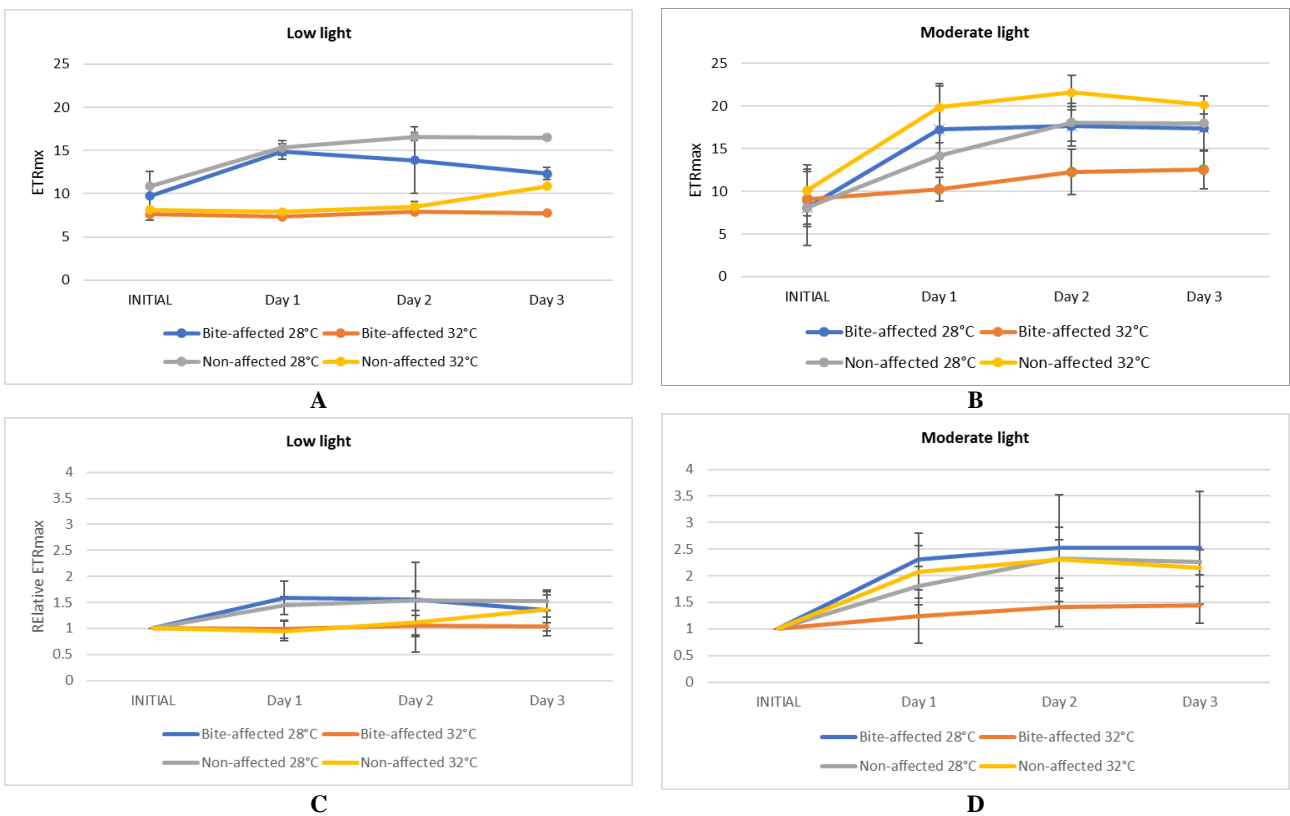 Low light
25
20
15
10
5
0
ETRmx
INITIAL Day 1 Day 2 Day 3
Bite-affected 28°C Bite-affected 32°C
Non-affected 28°C Non-affected 32°C
A
Moderate light
25
20
15
10
5
0
ETRmax
INITIAL Day 1 Day 2 Day 3
Bite-affected 28°C Bite-affected 32°C
Non-affected 28°C Non-affected 32°C
B
Low light
4
3.5
3
2.5
2
1.5
1
0.5
0
RElative ETRmax
INITIAL Day 1 Day 2 Day 3
Bite-affected 28°C Bite-affected 32°C
Non-affected 28°C Non-affected 32°C
C
Moderate light
4
3.5
3
2.5
2
1.5
1
0.5
0
INITIAL Day 1 Day 2 Day 3
Bite-affected 28°C Bite-affected 32°C
Non-affected 28°C Non-affected 32°C
D